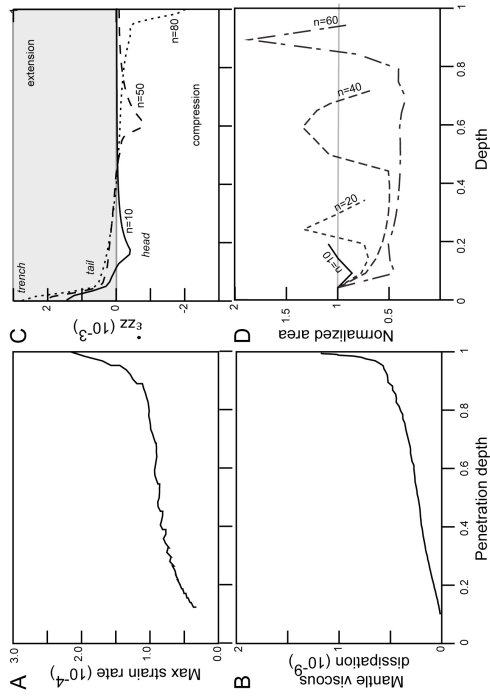 A
Max strain rate (10-4)
3.0
2.0
1.0
0.0
B
Mantle viscous
dissipation (10-9)
2
1
0
0
0.2
0.4
0.6
0.8
1
Penetration depth
C
ε̇zz (10-3)
2
0
-2
trench
tail
head
extension
compression
n=10
n=50
n=80
D
Normalized area
2
1.5
1
0.5
n=10
n=20
n=40
n=60
0
0.2
0.4
0.6
0.8
1
Depth